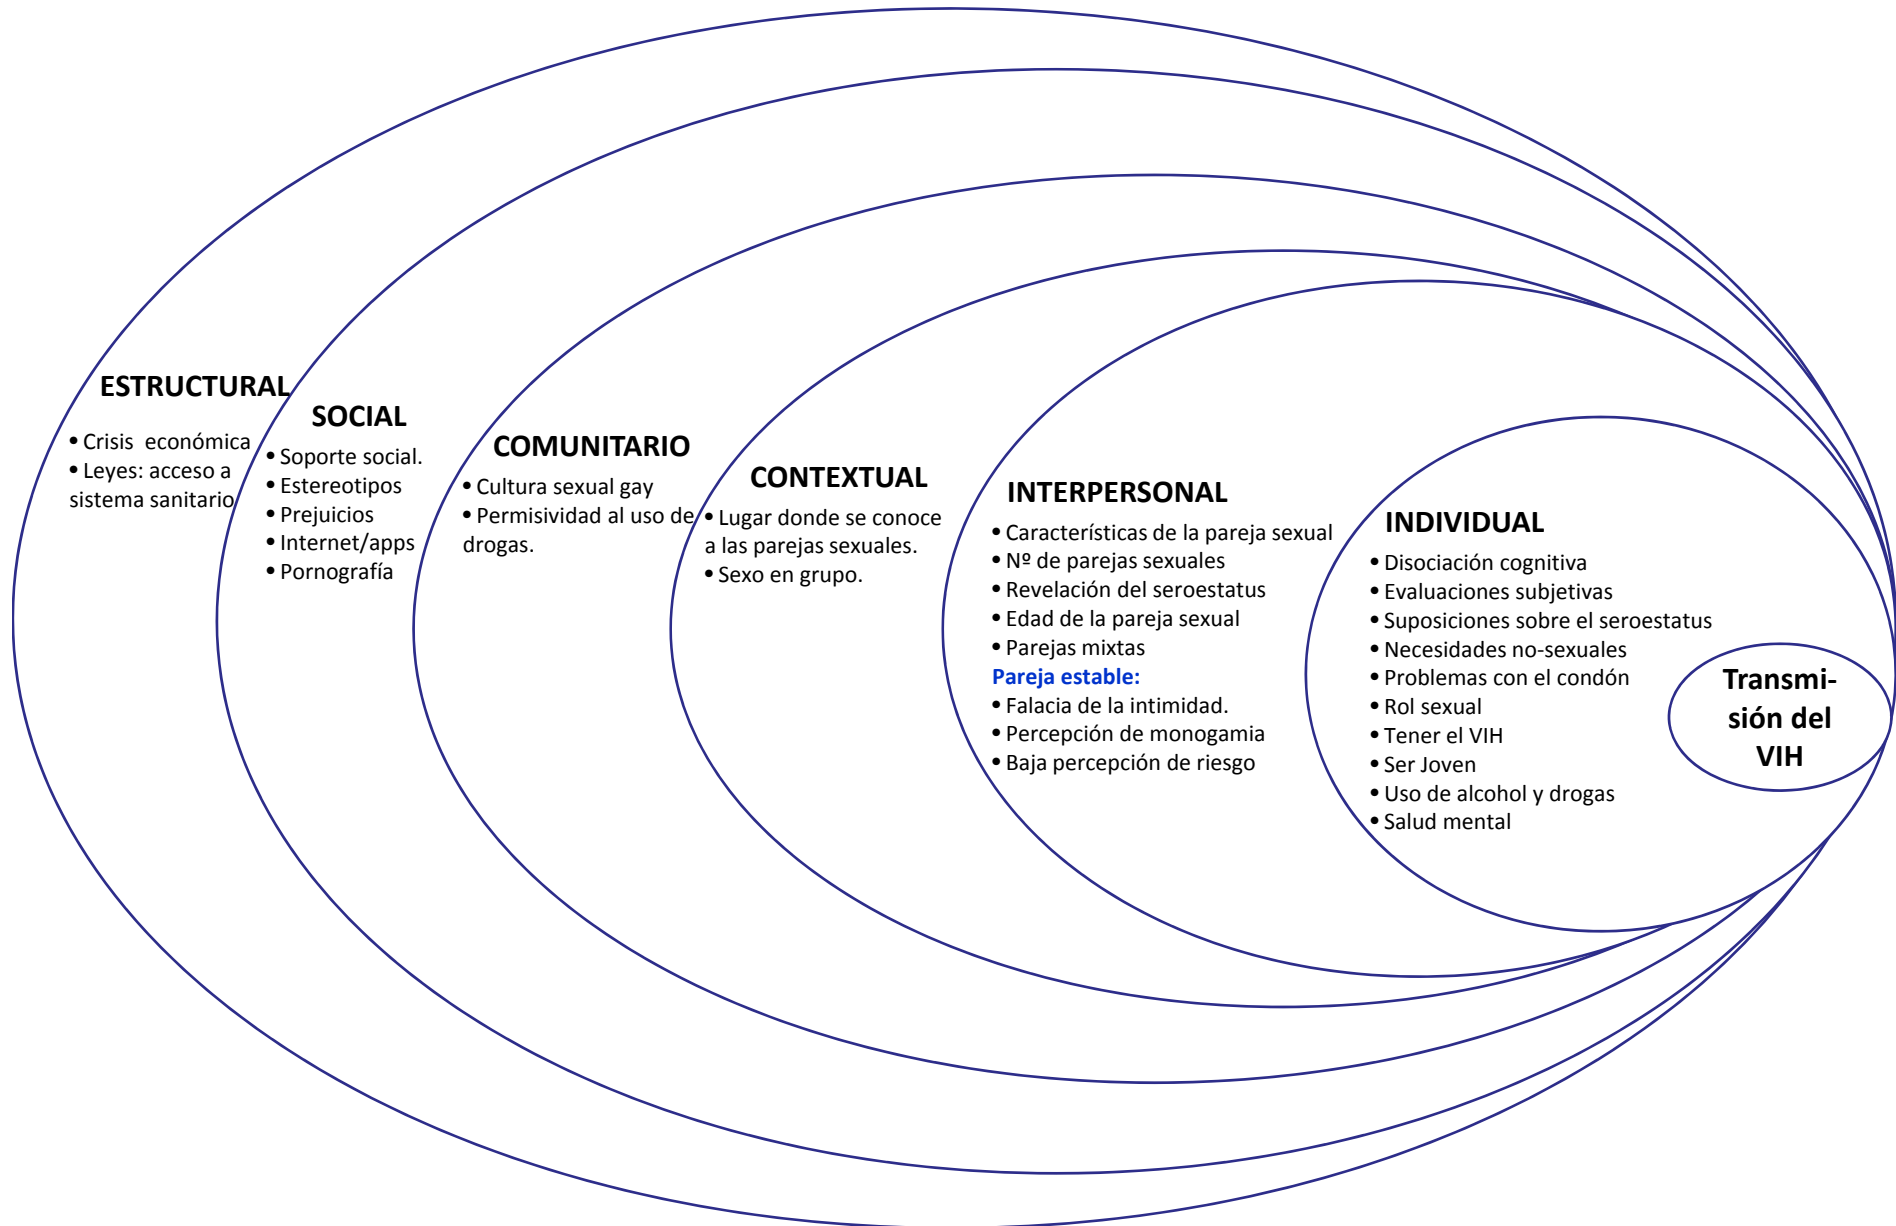 ESTRUCTURAL
• Crisis económica
• Leyes: acceso a
sistema sanitario
SOCIAL
• Soporte social.
• Estereotipos
• Prejuicios
• Internet/apps
• Pornografía
COMUNITARIO
• Cultura sexual gay
• Permisividad al uso de
drogas.
CONTEXTUAL
• Lugar donde se conoce
a las parejas sexuales.
• Sexo en grupo.
INTERPERSONAL
• Características de la pareja sexual
• Nº de parejas sexuales
• Revelación del seroestatus
• Edad de la pareja sexual
• Parejas mixtas
Pareja estable:
• Falacia de la intimidad.
• Percepción de monogamia
• Baja percepción de riesgo
INDIVIDUAL
• Disociación cognitiva
• Evaluaciones subjetivas
• Suposiciones sobre el seroestatus
• Necesidades no-sexuales
• Problemas con el condón
• Rol sexual
• Tener el VIH
• Ser Joven
• Uso de alcohol y drogas
• Salud mental
Transmi-
sión del
VIH